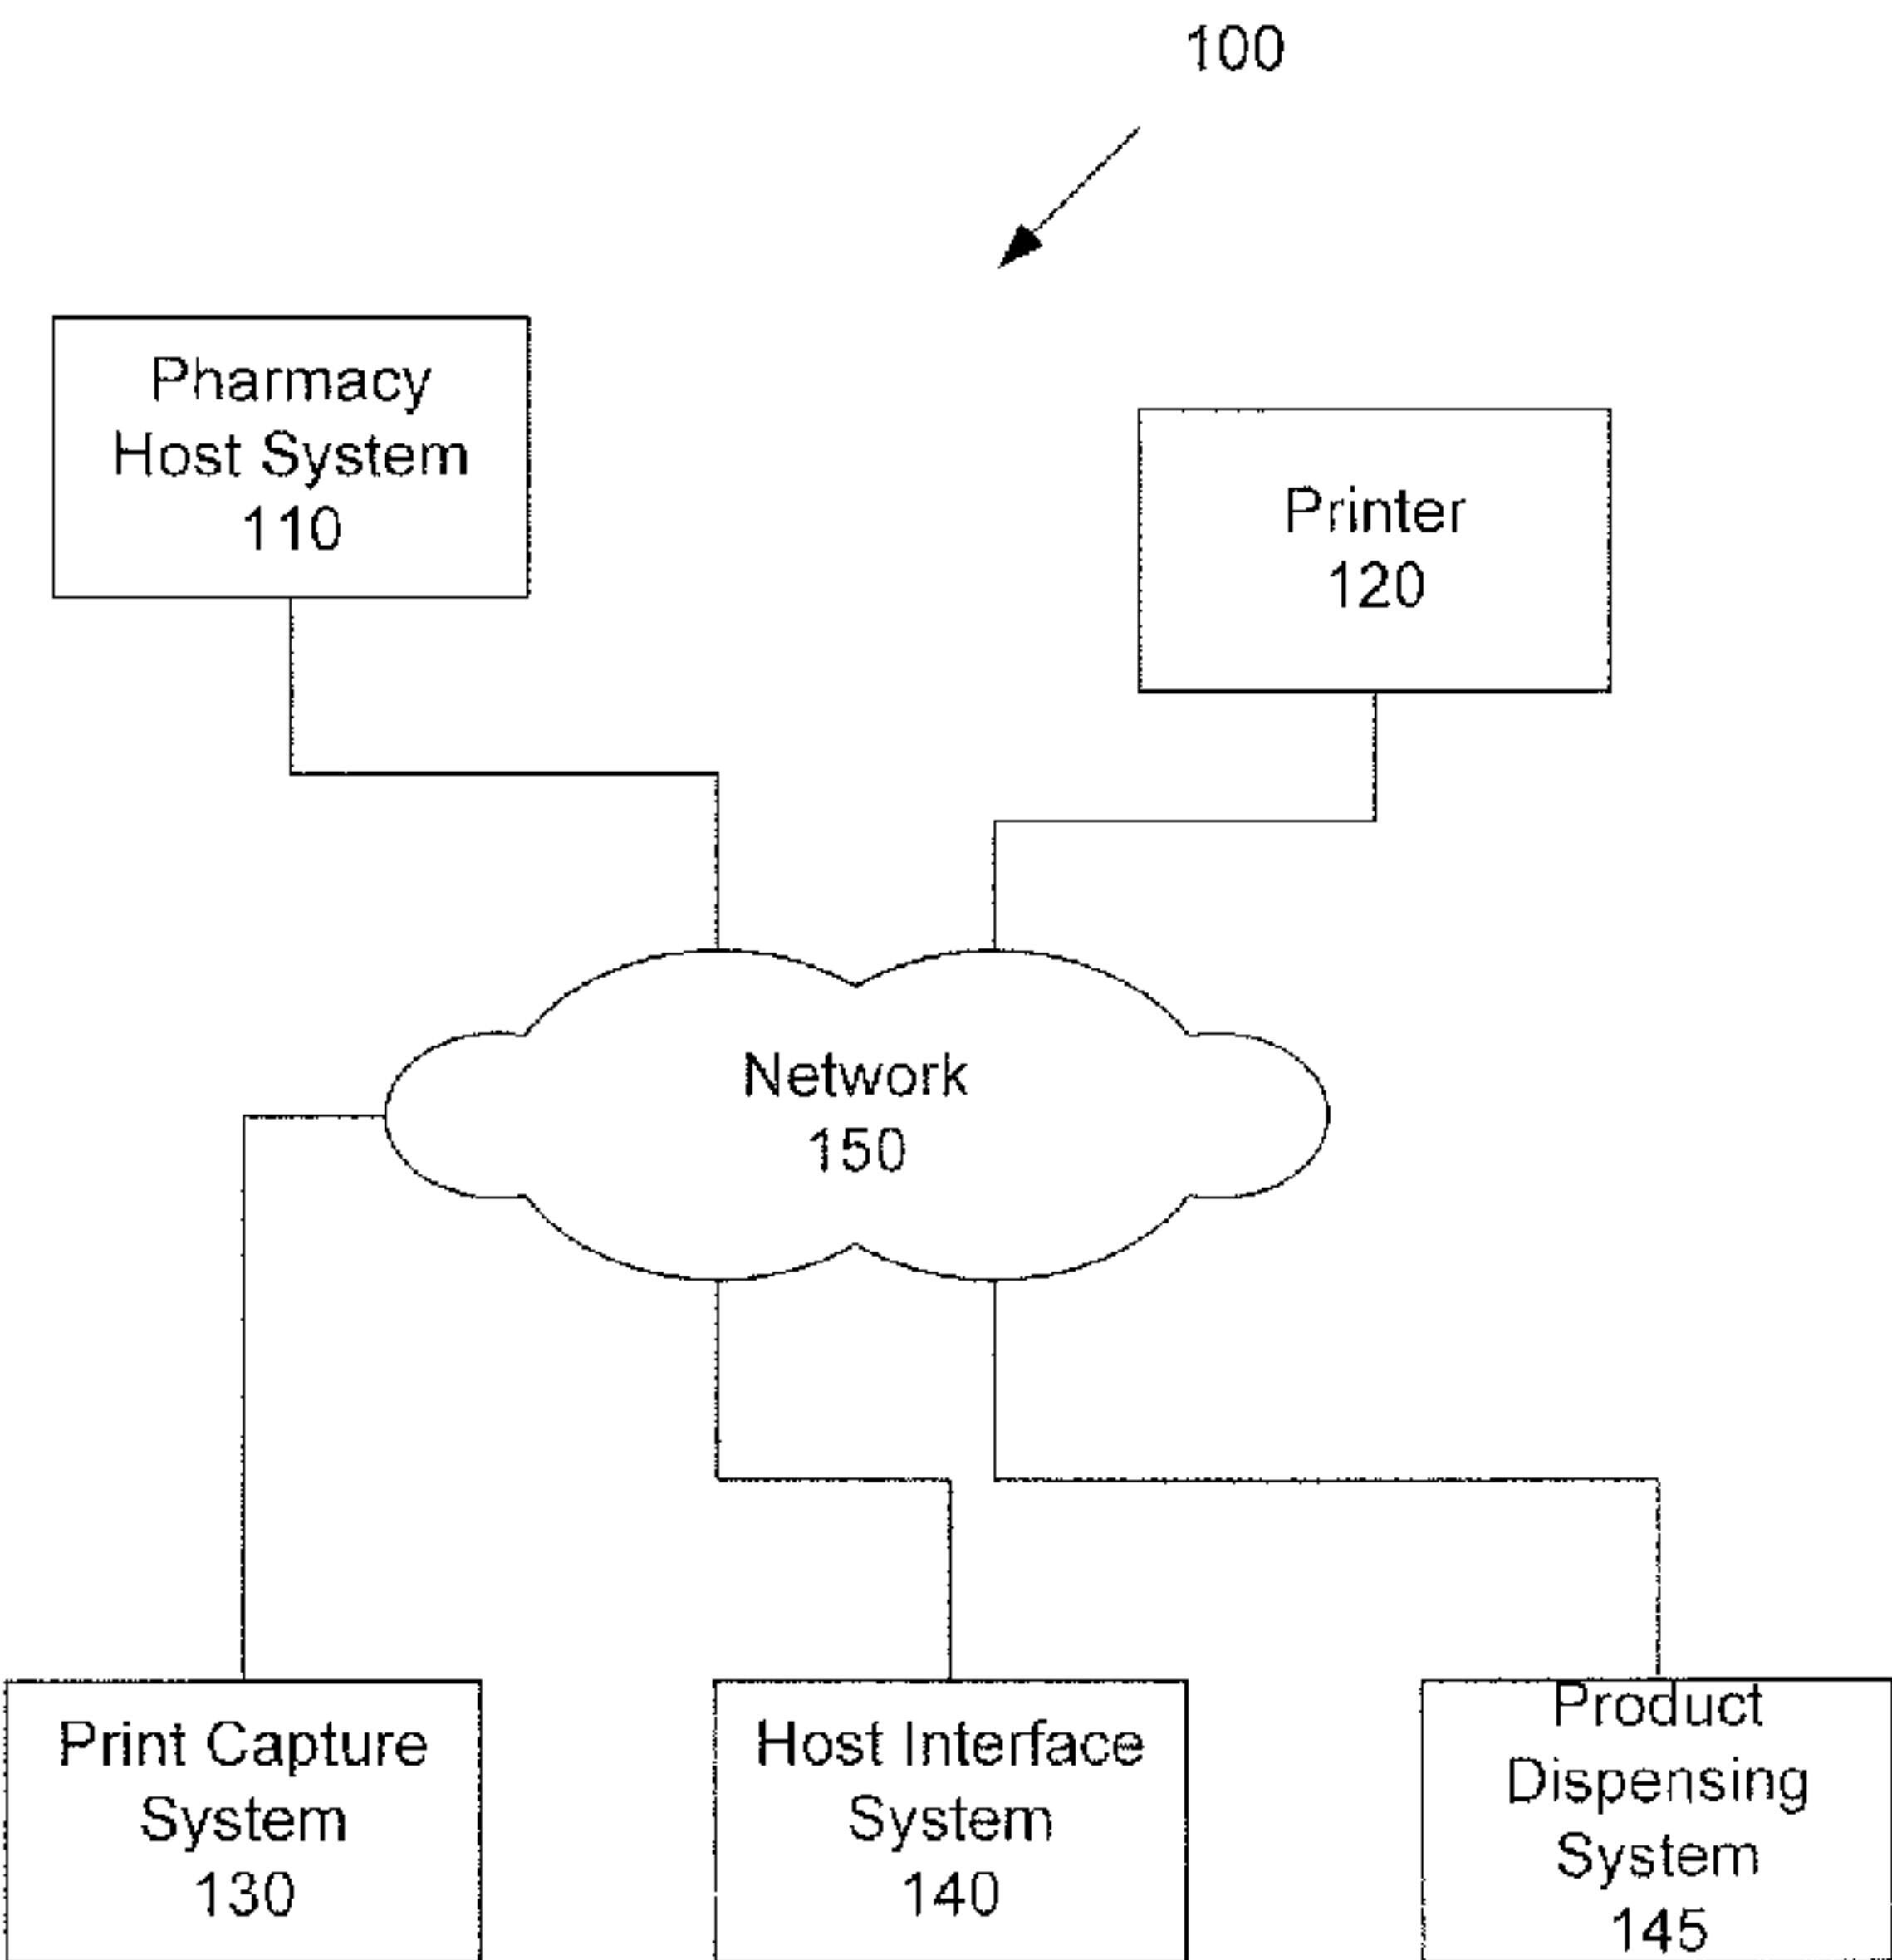 100
Pharmacy
Host System
110
Printer
120
Network
150
Print Capture
System
130
Host Interface
System
140
Product
Dispensing
System
145